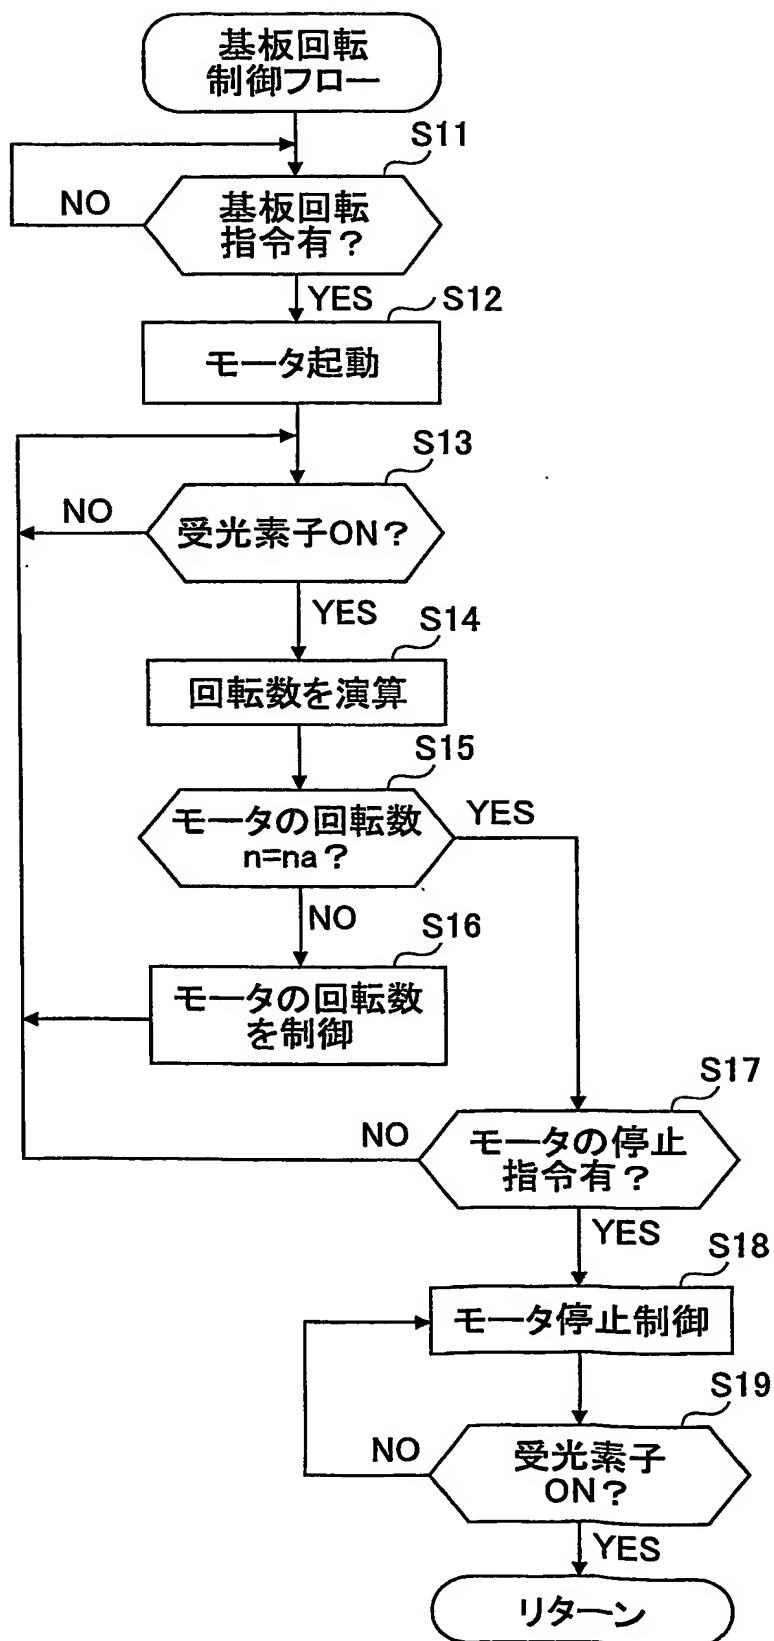 基板回転
制御フロー
S11
NO
基板回転
指令有？
YES
S12
モータ起動
S13
NO
受光素子ON？
YES
S14
回転数を演算
S15
モータの回転数
n=na？
YES
NO
S16
モータの回転数
を制御
S17
NO
モータの停止
指令有？
YES
S18
モータ停止制御
S19
NO
受光素子
ON？
YES
リターン